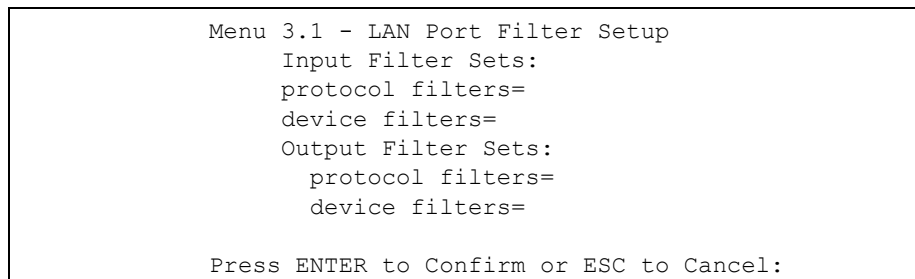 Menu 3.1 - LAN Port Filter Setup
Input Filter Sets:
protocol filters=
device filters=
Output Filter Sets:
protocol filters=
device filters=
Press ENTER to Confirm or ESC to Cancel: